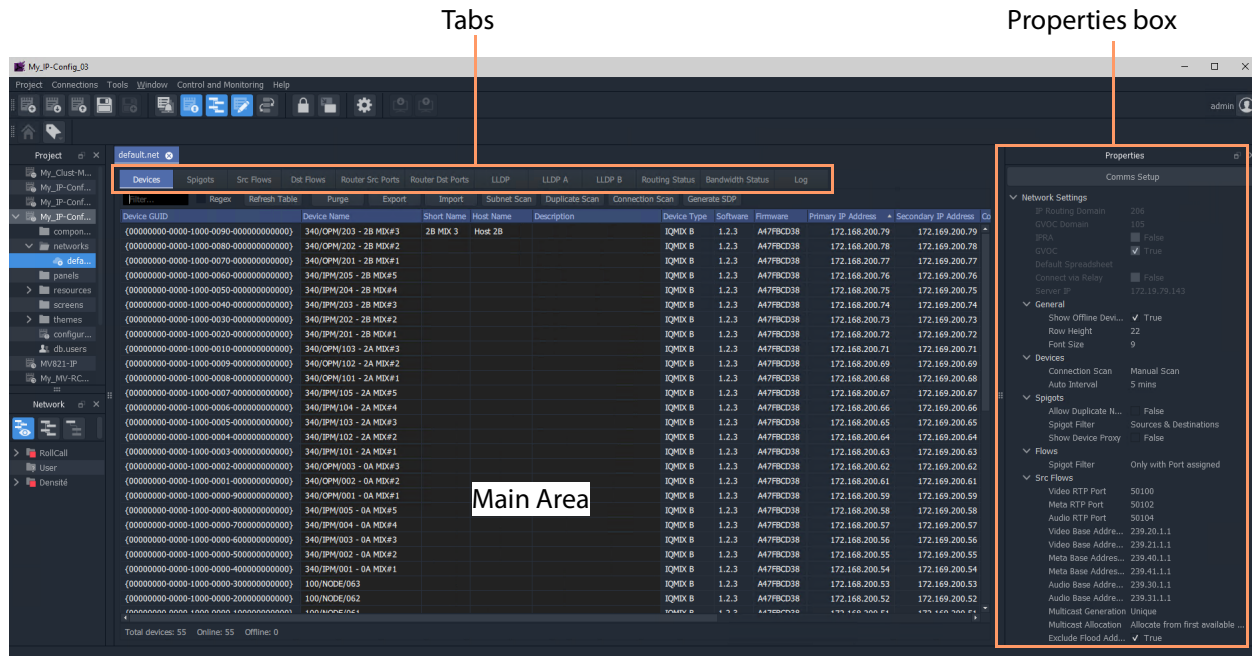 Tabs
Properties box
My_IP-Config_03
Project Connections Tools Window Control and Monitoring Help
admin
Project
default.net
Properties
My_Clust-M...
My_IP-Conf...
My_IP-Conf...
My_IP-Conf...
compon...
networks
defa...
panels
resources
screens
themes
configur...
db.users
MV821-IP
My_MV-RC...
Network
RollCall
User
Densité
Devices Spigots Src Flows Dst Flows Router Src Ports Router Dst Ports LLDP LLDP A LLDP B Routing Status Bandwidth Status Log
Filter... Regex Refresh Table Purge Export Import Subnet Scan Duplicate Scan Connection Scan Generate SDP
Device GUID Device Name Short Name Host Name Description Device Type Software Firmware Primary IP Address Secondary IP Address Co
{00000000-0000-1000-0090-000000000000} 340/OPM/203 - 2B MIX#3 2B MIX 3 Host 2B IQMIX B 1.2.3 A47FBCD38 172.168.200.79 172.169.200.79
{00000000-0000-1000-0080-000000000000} 340/OPM/202 - 2B MIX#2 IQMIX B 1.2.3 A47FBCD38 172.168.200.78 172.169.200.78
{00000000-0000-1000-0070-000000000000} 340/OPM/201 - 2B MIX#1 IQMIX B 1.2.3 A47FBCD38 172.168.200.77 172.169.200.77
{00000000-0000-1000-0060-000000000000} 340/IPM/205 - 2B MIX#5 IQMIX B 1.2.3 A47FBCD38 172.168.200.76 172.169.200.76
{00000000-0000-1000-0050-000000000000} 340/IPM/204 - 2B MIX#4 IQMIX B 1.2.3 A47FBCD38 172.168.200.75 172.169.200.75
{00000000-0000-1000-0040-000000000000} 340/IPM/203 - 2B MIX#3 IQMIX B 1.2.3 A47FBCD38 172.168.200.74 172.169.200.74
{00000000-0000-1000-0030-000000000000} 340/IPM/202 - 2B MIX#2 IQMIX B 1.2.3 A47FBCD38 172.168.200.73 172.169.200.73
{00000000-0000-1000-0020-000000000000} 340/IPM/201 - 2B MIX#1 IQMIX B 1.2.3 A47FBCD38 172.168.200.72 172.169.200.72
{00000000-0000-1000-0010-000000000000} 340/OPM/103 - 2A MIX#3 IQMIX B 1.2.3 A47FBCD38 172.168.200.71 172.169.200.71
{00000000-0000-1000-0009-000000000000} 340/OPM/102 - 2A MIX#2 IQMIX B 1.2.3 A47FBCD38 172.168.200.69 172.169.200.69
{00000000-0000-1000-0008-000000000000} 340/OPM/101 - 2A MIX#1 IQMIX B 1.2.3 A47FBCD38 172.168.200.68 172.169.200.68
{00000000-0000-1000-0007-000000000000} 340/IPM/105 - 2A MIX#5 IQMIX B 1.2.3 A47FBCD38 172.168.200.67 172.169.200.67
{00000000-0000-1000-0006-000000000000} 340/IPM/104 - 2A MIX#4 IQMIX B 1.2.3 A47FBCD38 172.168.200.66 172.169.200.66
{00000000-0000-1000-0005-000000000000} 340/IPM/103 - 2A MIX#3 IQMIX B 1.2.3 A47FBCD38 172.168.200.65 172.169.200.65
{00000000-0000-1000-0004-000000000000} 340/IPM/102 - 2A MIX#2 IQMIX B 1.2.3 A47FBCD38 172.168.200.64 172.169.200.64
{00000000-0000-1000-0003-000000000000} 340/IPM/101 - 2A MIX#1 IQMIX B 1.2.3 A47FBCD38 172.168.200.63 172.169.200.63
{00000000-0000-1000-0002-000000000000} 340/OPM/003 - 0A MIX#3 IQMIX B 1.2.3 A47FBCD38 172.168.200.62 172.169.200.62
{00000000-0000-1000-0001-000000000000} 340/OPM/002 - 0A MIX#2 IQMIX B 1.2.3 A47FBCD38 172.168.200.61 172.169.200.61
{00000000-0000-1000-0000-900000000000} 340/OPM/001 - 0A MIX#1 IQMIX B 1.2.3 A47FBCD38 172.168.200.59 172.169.200.59
{00000000-0000-1000-0000-800000000000} 340/IPM/005 - 0A MIX#5 IQMIX B 1.2.3 A47FBCD38 172.168.200.58 172.169.200.58
{00000000-0000-1000-0000-700000000000} 340/IPM/004 - 0A MIX#4 IQMIX B 1.2.3 A47FBCD38 172.168.200.57 172.169.200.57
{00000000-0000-1000-0000-600000000000} 340/IPM/003 - 0A MIX#3 IQMIX B 1.2.3 A47FBCD38 172.168.200.56 172.169.200.56
{00000000-0000-1000-0000-500000000000} 340/IPM/002 - 0A MIX#2 IQMIX B 1.2.3 A47FBCD38 172.168.200.55 172.169.200.55
{00000000-0000-1000-0000-400000000000} 340/IPM/001 - 0A MIX#1 IQMIX B 1.2.3 A47FBCD38 172.168.200.54 172.169.200.54
{00000000-0000-1000-0000-300000000000} 100/NODE/063 IQMIX B 1.2.3 A47FBCD38 172.168.200.53 172.169.200.53
{00000000-0000-1000-0000-200000000000} 100/NODE/062 IQMIX B 1.2.3 A47FBCD38 172.168.200.52 172.169.200.52
Main Area
Total devices: 55 Online: 55 Offline: 0
Comms Setup
Network Settings
IP Routing Domain 206
GVOC Domain 105
IPRA False
GVOC True
Default Spreadsheet
Connect via Relay False
Server IP 172.19.79.143
General
Show Offline Devi... True
Row Height 22
Font Size 9
Devices
Connection Scan Manual Scan
Auto Interval 5 mins
Spigots
Allow Duplicate N... False
Spigot Filter Sources & Destinations
Show Device Proxy False
Flows
Spigot Filter Only with Port assigned
Src Flows
Video RTP Port 50100
Meta RTP Port 50102
Audio RTP Port 50104
Video Base Addre... 239.20.1.1
Video Base Addre... 239.21.1.1
Meta Base Addres... 239.40.1.1
Meta Base Addres... 239.41.1.1
Audio Base Addre... 239.30.1.1
Audio Base Addre... 239.31.1.1
Multicast Generation Unique
Multicast Allocation Allocate from first available ...
Exclude Flood Add... True